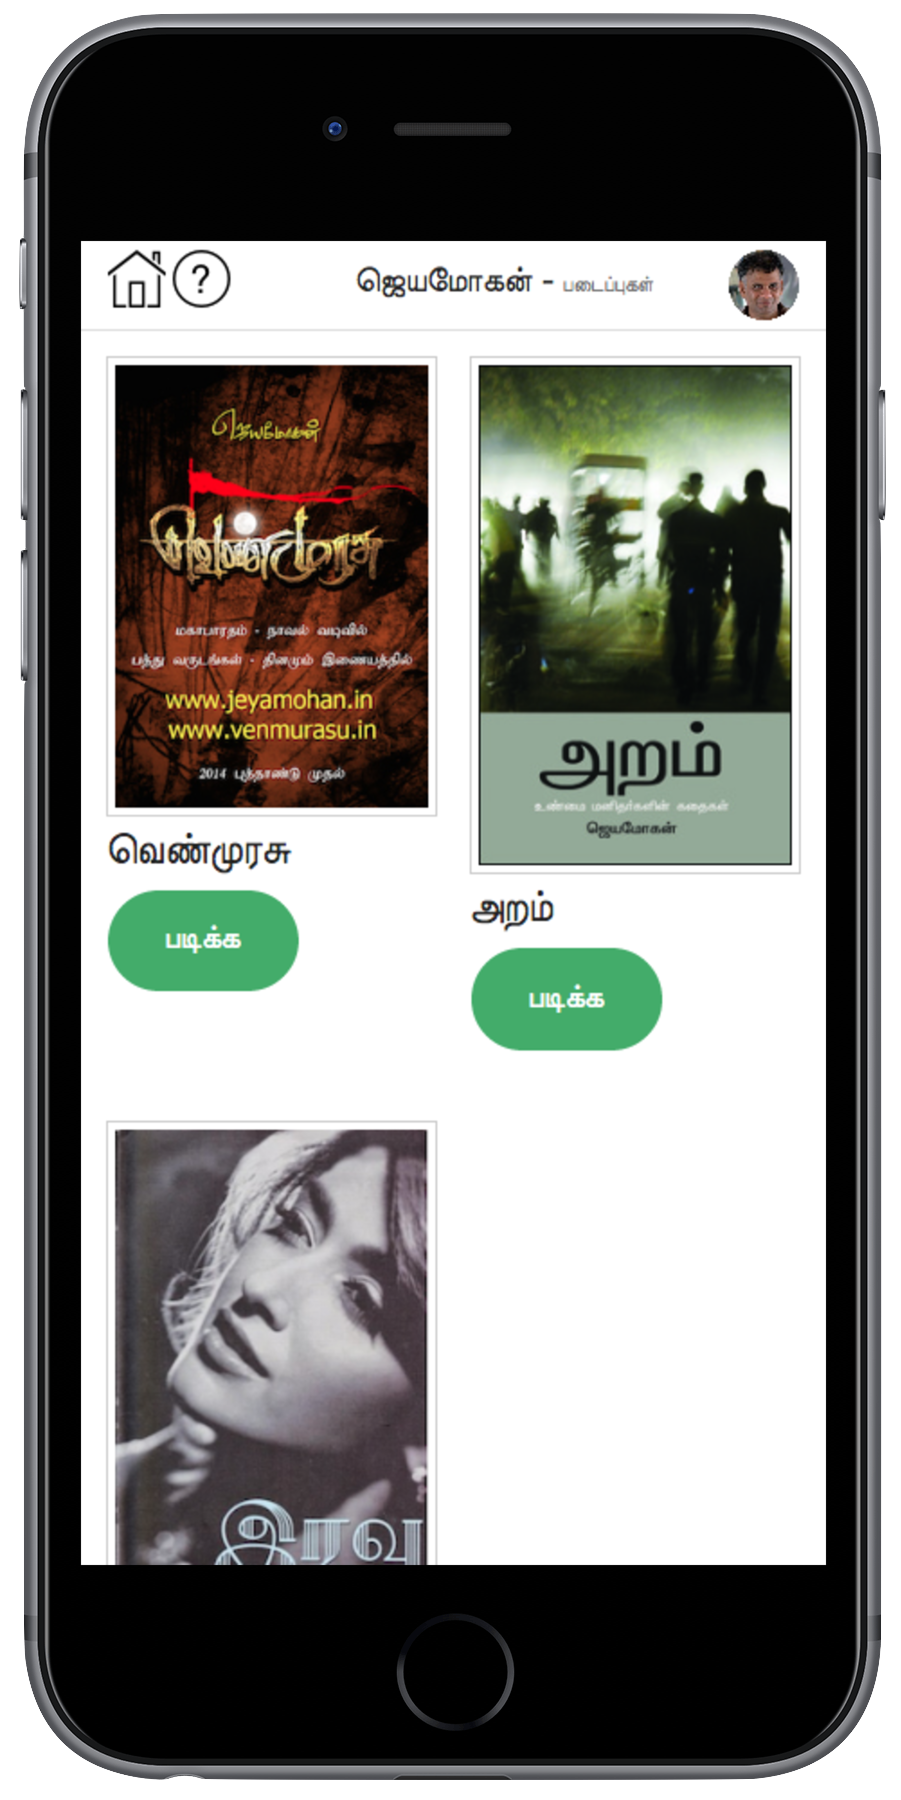 ஜெயமோகன் - படைப்புகள்
ஜெயமோகன்
வெண்முரசு
மகாபாரதம் - நாவல் வடிவில்
பத்து வருடங்கள் - தினமும் இணையத்தில்
www.jeyamohan.in
www.venmurasu.in
2014 புத்தாண்டு முதல்
வெண்முரசு
படிக்க
அறம்
உண்மை மனிதர்களின் கதைகள்
ஜெயமோகன்
அறம்
படிக்க
இரவு